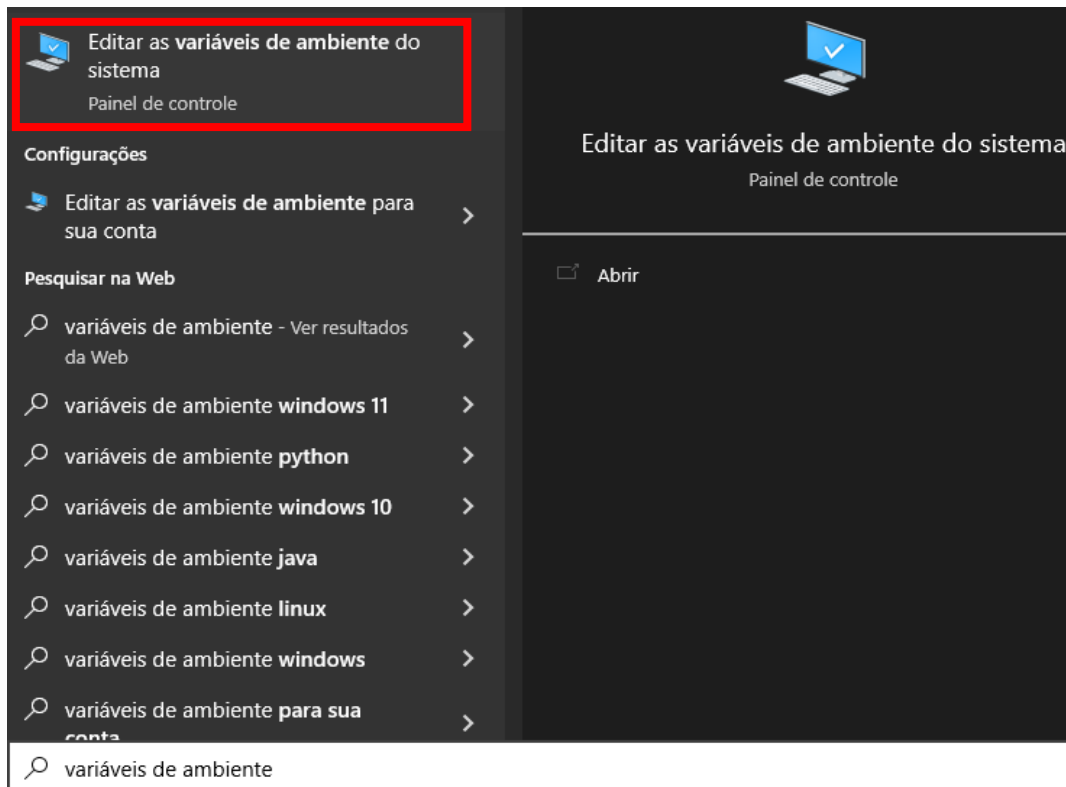 Editar as variáveis de ambiente do
sistema
Painel de controle
Configurações
Editar as variáveis de ambiente para
sua conta
Pesquisar na Web
variáveis de ambiente - Ver resultados
da Web
variáveis de ambiente windows 11
variáveis de ambiente python
variáveis de ambiente windows 10
variáveis de ambiente java
variáveis de ambiente linux
variáveis de ambiente windows
variáveis de ambiente para sua
conta
variáveis de ambiente
Editar as variáveis de ambiente do sistema
Painel de controle
Abrir